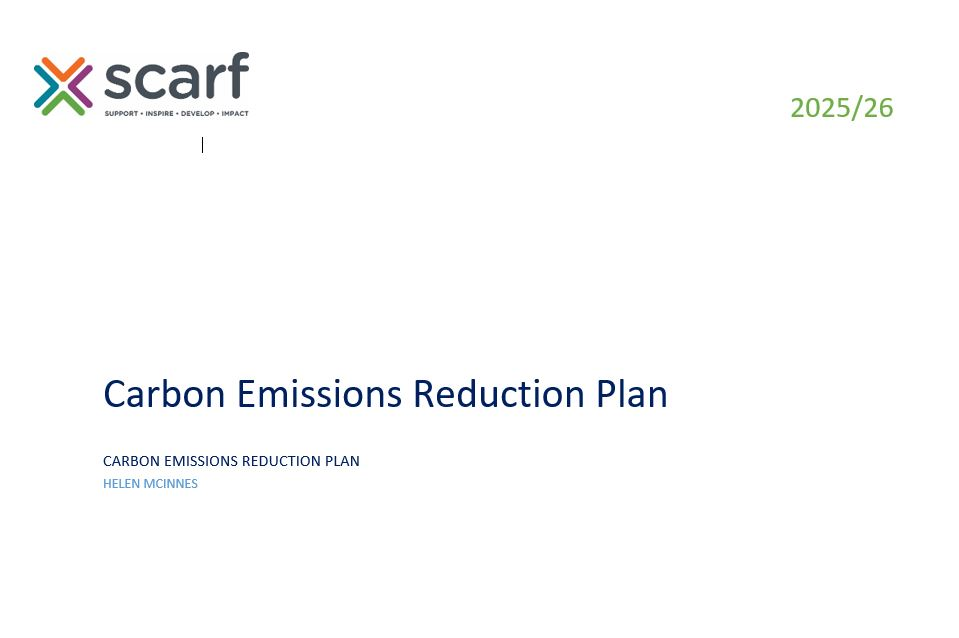 scarf
SUPPORT • INSPIRE • DEVELOP • IMPACT
2025/26
Carbon Emissions Reduction Plan
CARBON EMISSIONS REDUCTION PLAN
HELEN MCINNES